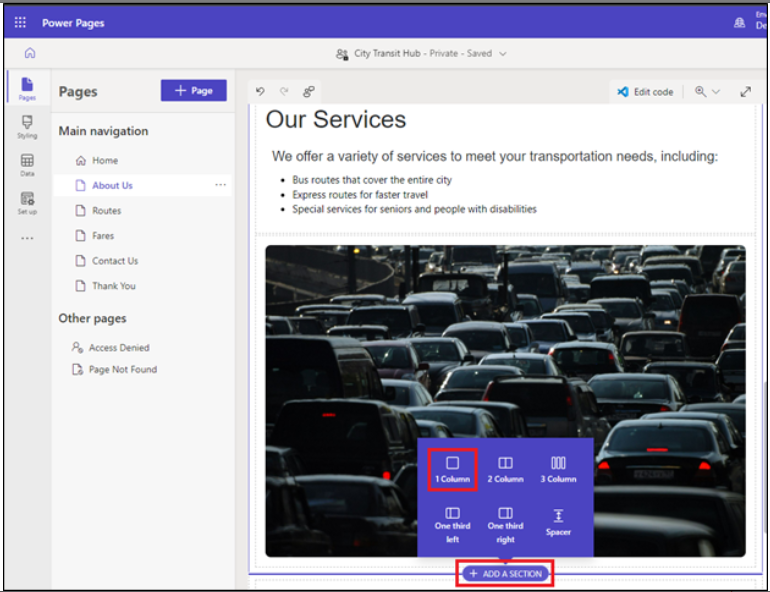 Power Pages
En
De
City Transit Hub - Private - Saved
Pages
Styling
Data
Set up
Pages
+ Page
Main navigation
Home
About Us
Routes
Fares
Contact Us
Thank You
Other pages
Access Denied
Page Not Found
Edit code
Our Services
We offer a variety of services to meet your transportation needs, including:
• Bus routes that cover the entire city
• Express routes for faster travel
• Special services for seniors and people with disabilities
1 Column
2 Column
3 Column
One third left
One third right
Spacer
+ ADD A SECTION